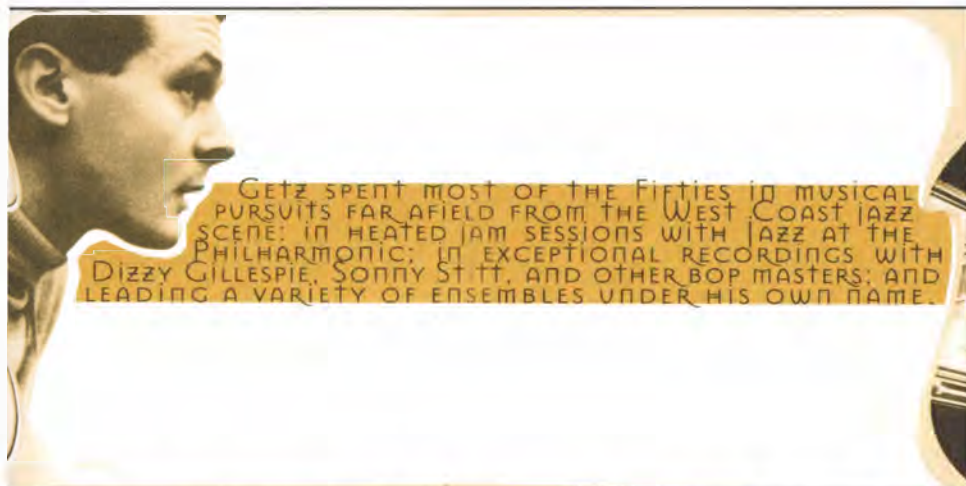 Getz spent most of the Fifties in musical
pursuits far afield from the West Coast jazz
scene: in heated jam sessions with Jazz at the
Philharmonic; in exceptional recordings with
Dizzy Gillespie, Sonny Stitt, and other bop masters; and
leading a variety of ensembles under his own name.